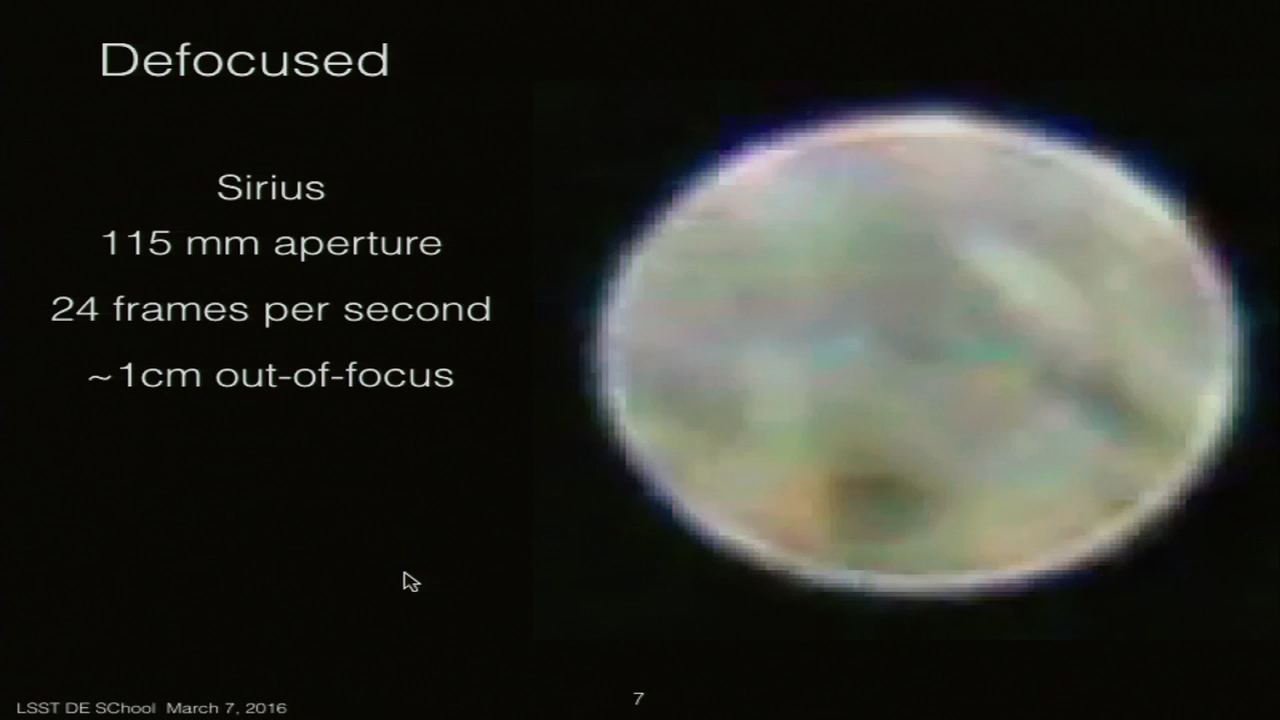 Defocused
Sirius
115 mm aperture
24 frames per second
~1cm out-of-focus
LSST DE SChool March 7, 2016
7